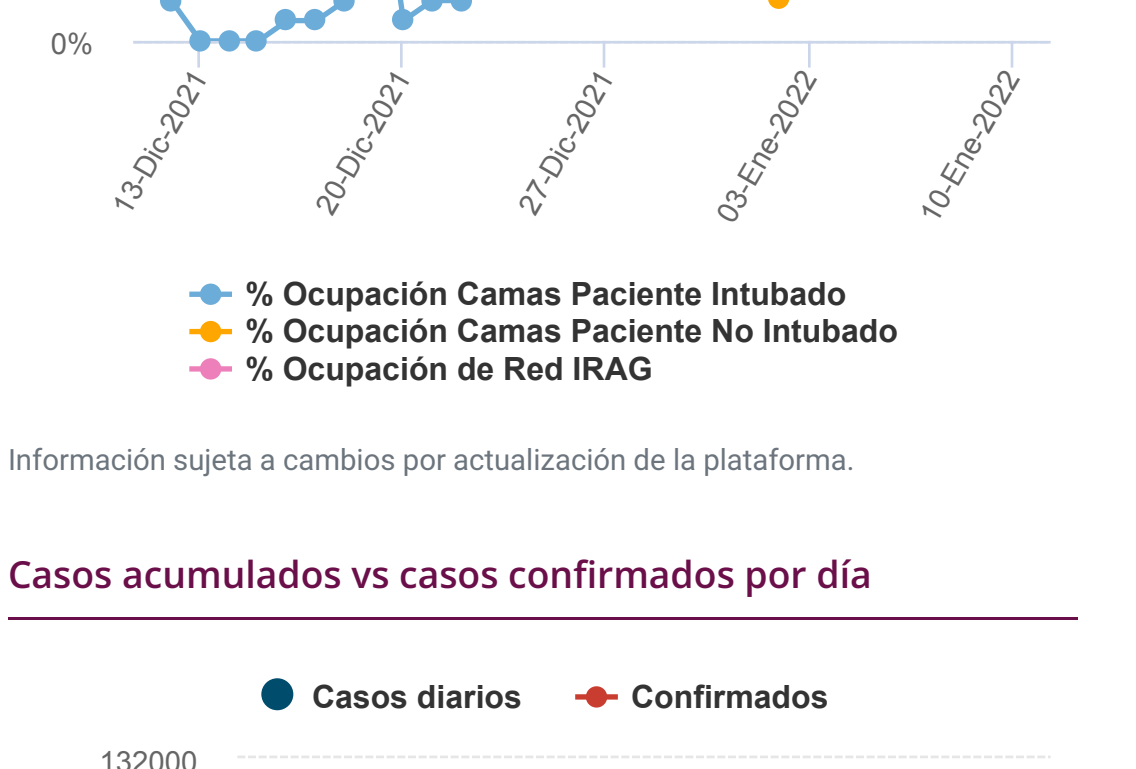 0%
13-Dic-2021
20-Dic-2021
27-Dic-2021
03-Ene-2022
10-Ene-2022
% Ocupación Camas Paciente Intubado
% Ocupación Camas Paciente No Intubado
% Ocupación de Red IRAG
Información sujeta a cambios por actualización de la plataforma.
Casos acumulados vs casos confirmados por día
Casos diarios
Confirmados
132000